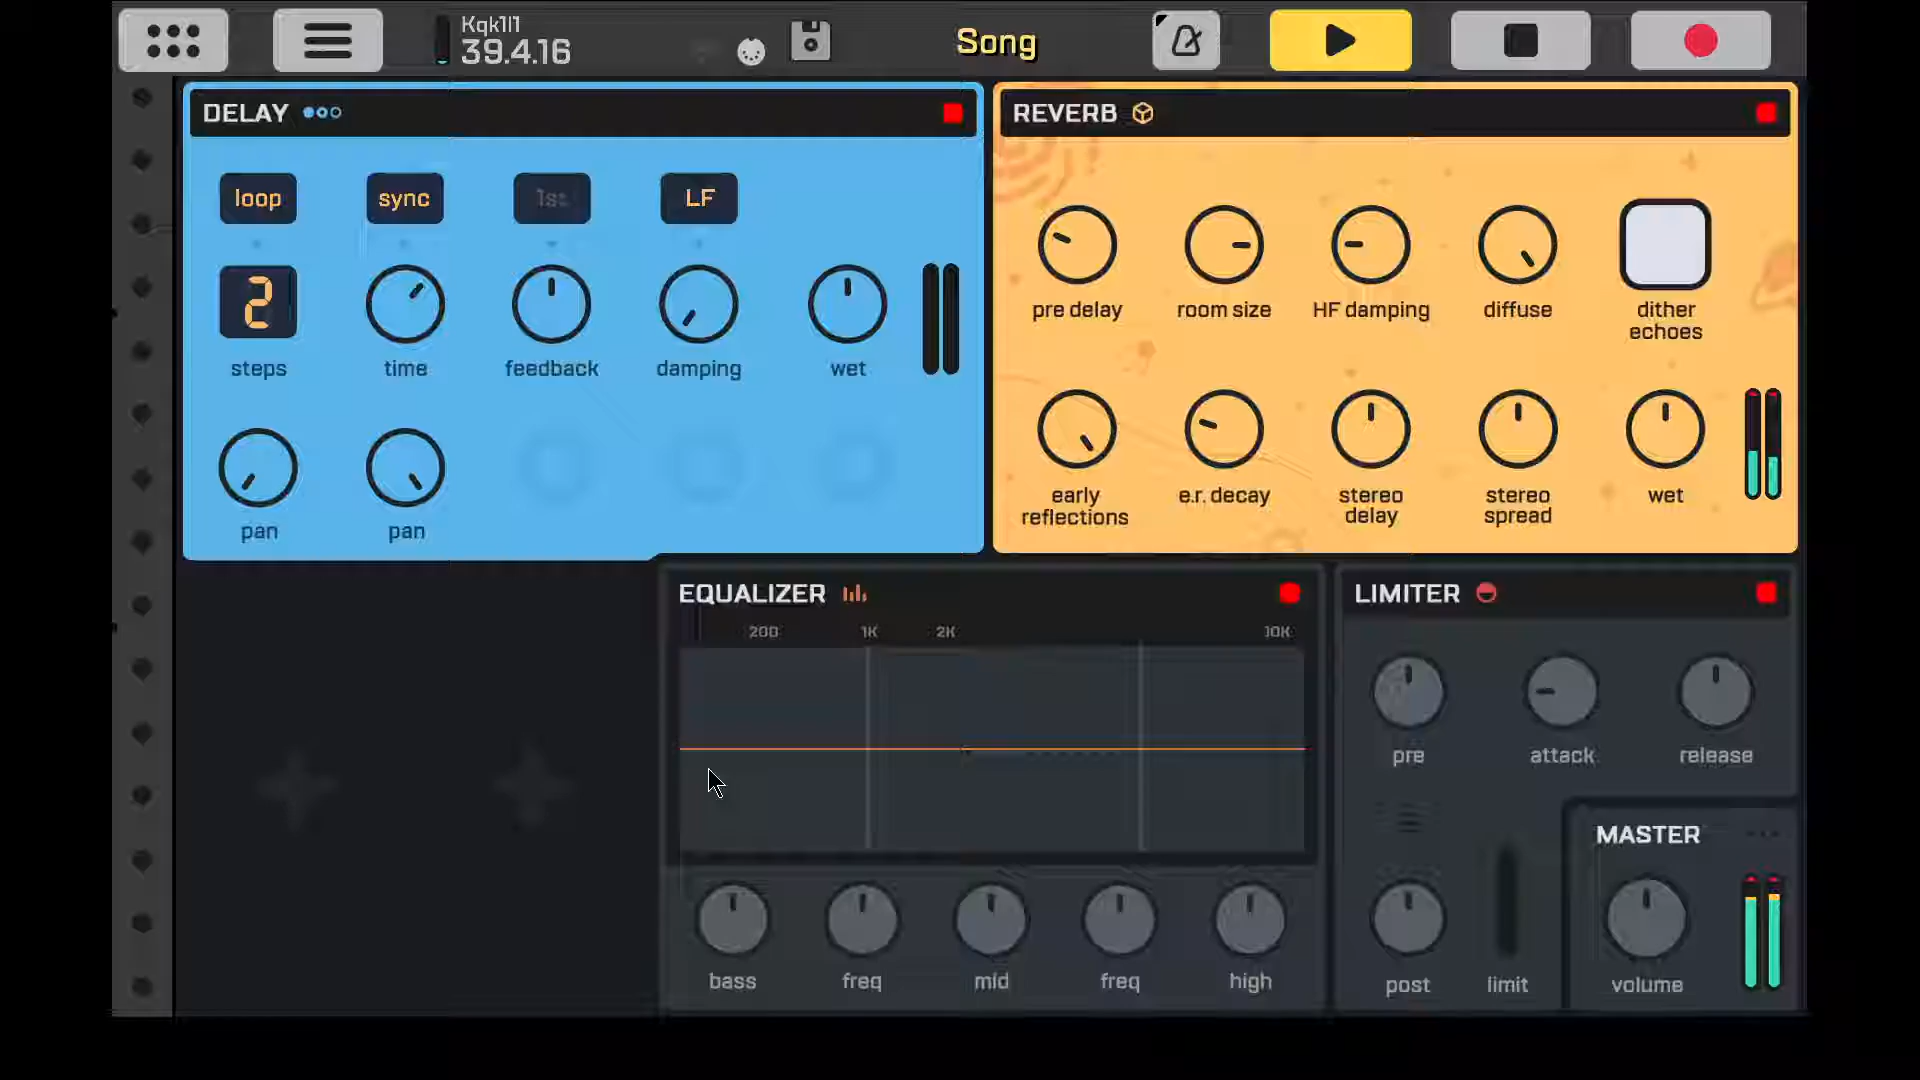 Kqk1l1
39.4.16
Song
DELAY
loop
sync
1st
LF
2
steps
time
feedback
damping
wet
pan
pan
REVERB
pre delay
room size
HF damping
diffuse
dither
echoes
early
reflections
e.r. decay
stereo
delay
stereo
spread
wet
EQUALIZER
200
1K
2K
10K
bass
freq
mid
freq
high
LIMITER
pre
attack
release
post
limit
MASTER
volume